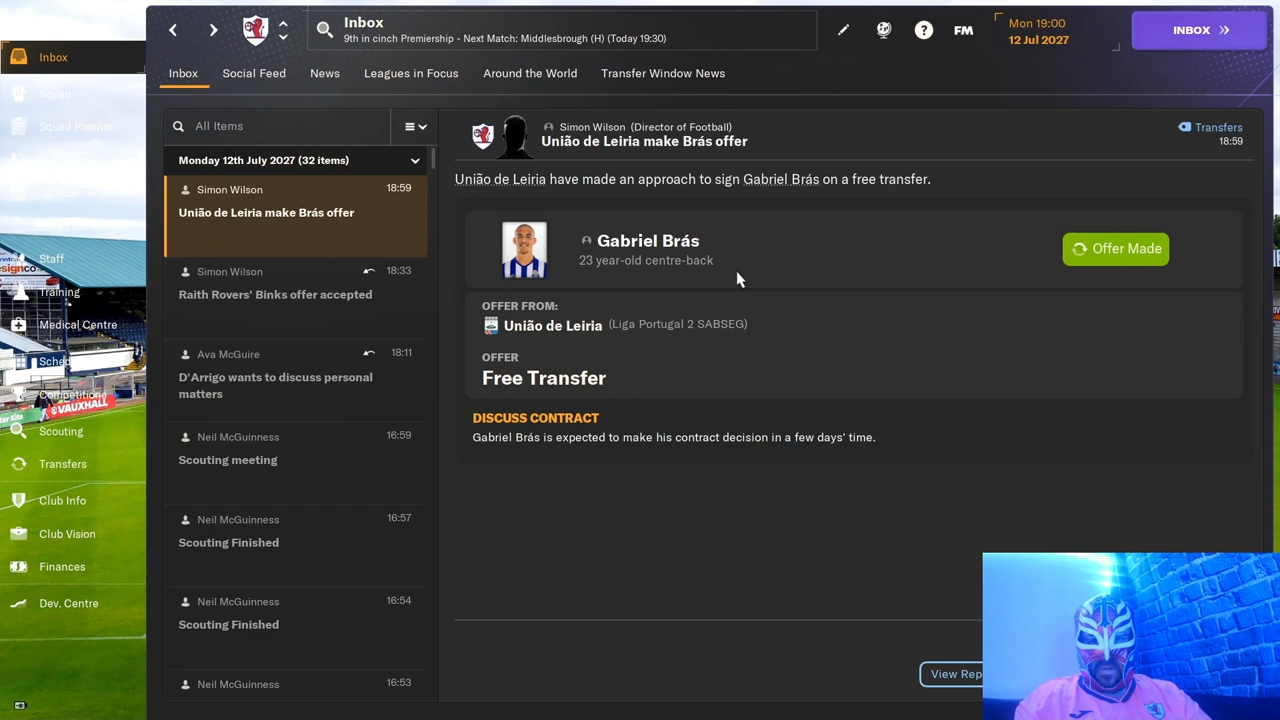 Inbox
9th in cinch Premiership - Next Match: Middlesbrough (H) (Today 19:30)
?
FM
Mon 19:00
12 Jul 2027
INBOX
Inbox
Social Feed
News
Leagues in Focus
Around the World
Transfer Window News
Inbox
Squad
Squad Planner
Staff
Training
Medical Centre
Sched
Competitions
VAUXHALL
Scouting
Transfers
Club Info
Club Vision
Finances
Dev. Centre
All Items
Monday 12th July 2027 (32 items)
Simon Wilson 18:59
União de Leiria make Brás offer
Simon Wilson 18:33
Raith Rovers' Binks offer accepted
Ava McGuire 18:11
D'Arrigo wants to discuss personal
matters
Neil McGuinness 16:59
Scouting meeting
Neil McGuinness 16:57
Scouting Finished
Neil McGuinness 16:54
Scouting Finished
Neil McGuinness 16:53
Simon Wilson (Director of Football)
União de Leiria make Brás offer
Transfers
18:59
União de Leiria have made an approach to sign Gabriel Brás on a free transfer.
Gabriel Brás
23 year-old centre-back
Offer Made
OFFER FROM:
União de Leiria (Liga Portugal 2 SABSEG)
OFFER
Free Transfer
DISCUSS CONTRACT
Gabriel Brás is expected to make his contract decision in a few days' time.
View Rep